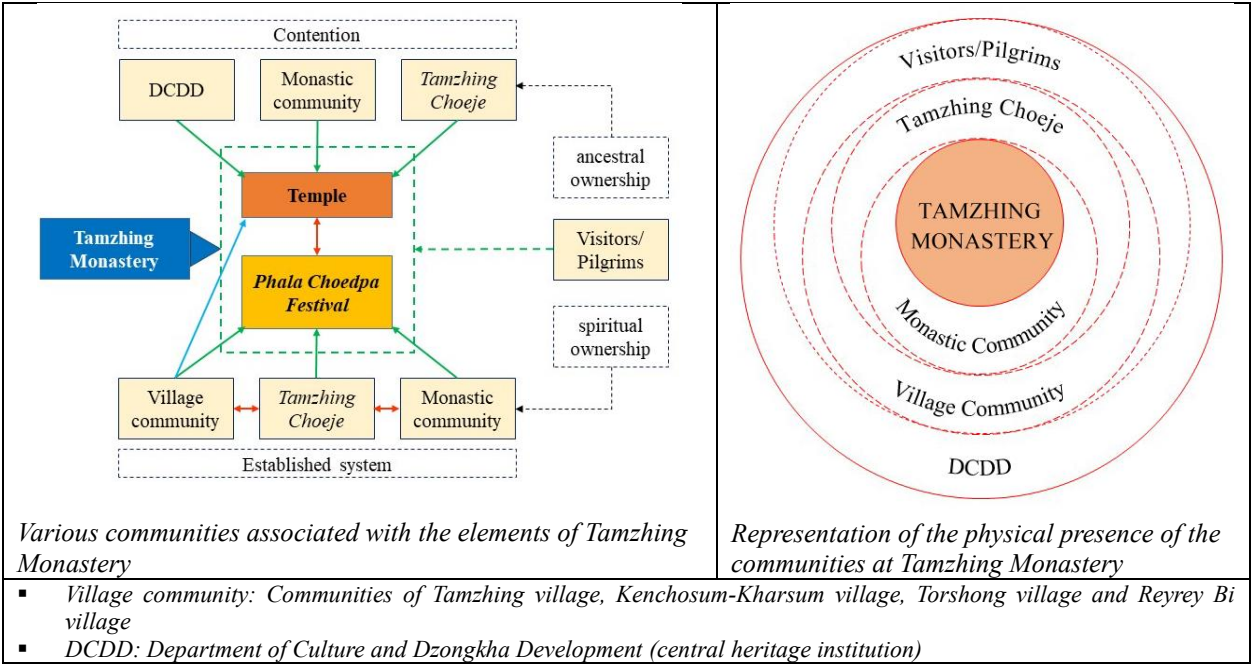 Contention
DCDD
Monastic
community
Tamzhing
Choeje
ancestral
ownership
Temple
Tamzhing
Monastery
Visitors/
Pilgrims
Phala Choedpa
Festival
spiritual
ownership
Village
community
Tamzhing
Choeje
Monastic
community
Established system
Various communities associated with the elements of Tamzhing
Monastery
Visitors/Pilgrims
Tamzhing Choeje
TAMZHING
MONASTERY
Monastic Community
Village Community
DCDD
Representation of the physical presence of the
communities at Tamzhing Monastery
▪ Village community: Communities of Tamzhing village, Kenchosum-Kharsum village, Torshong village and Reyrey Bi
village
▪ DCDD: Department of Culture and Dzongkha Development (central heritage institution)